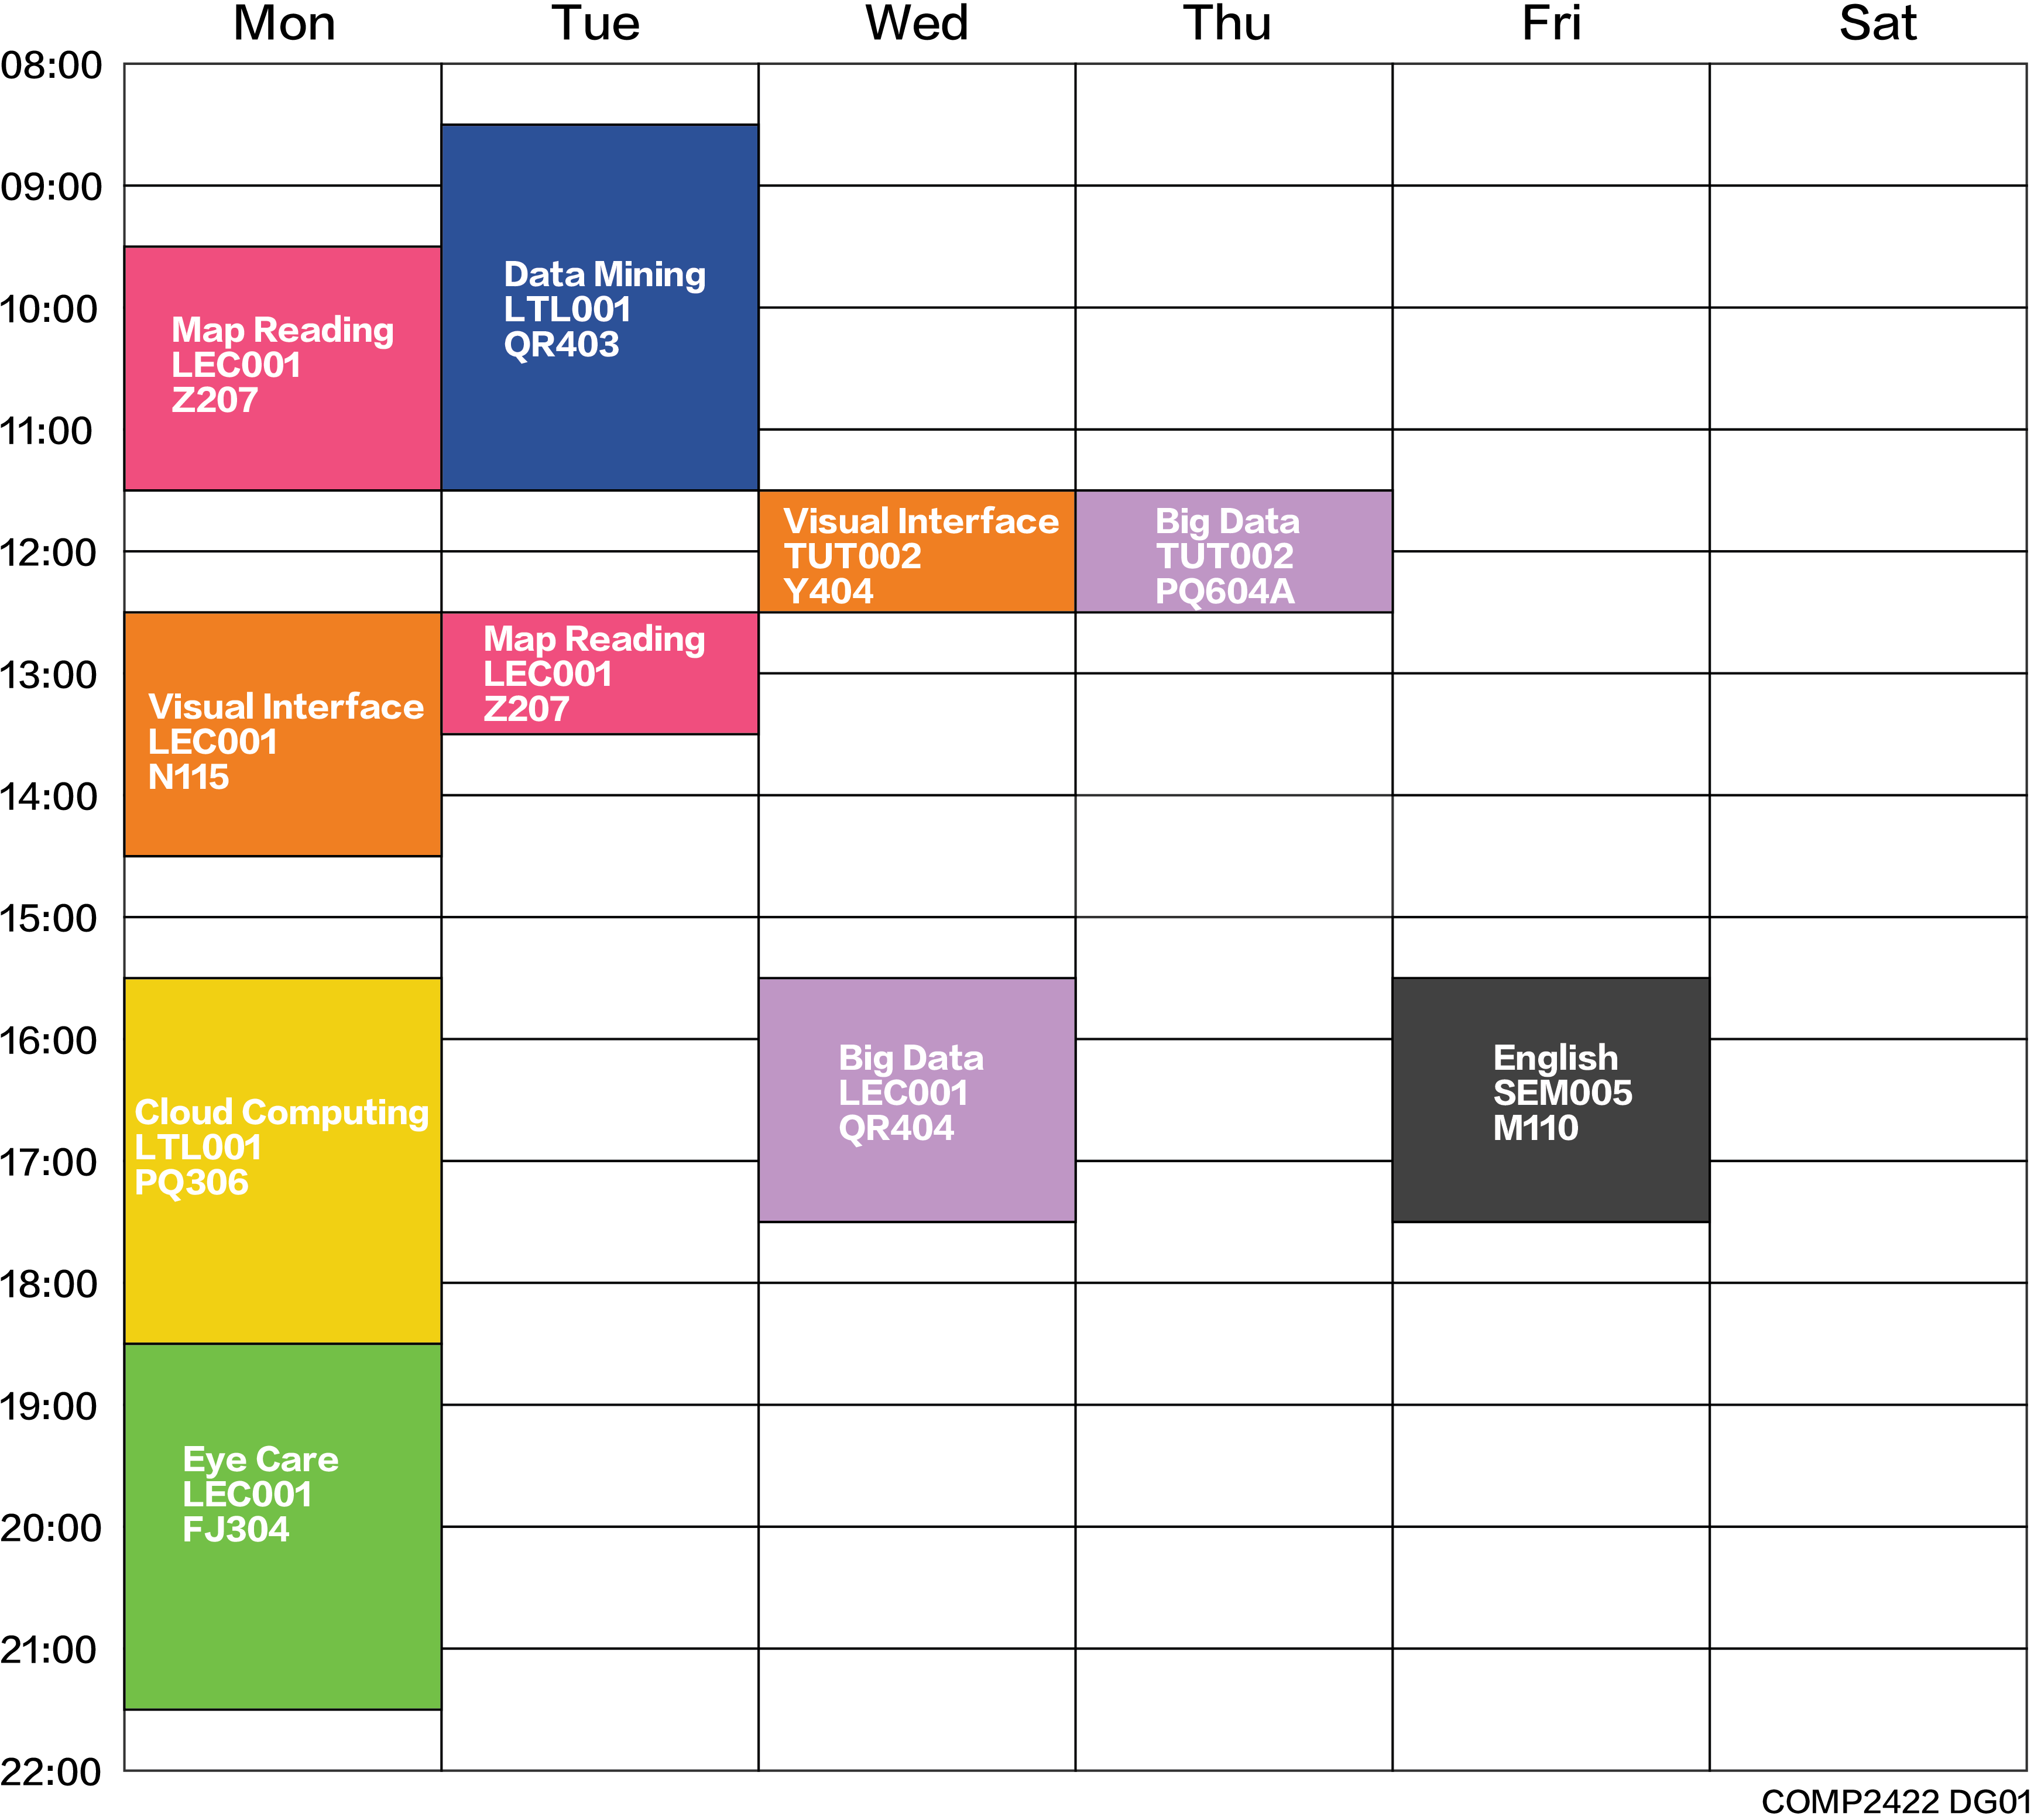 Mon Tue Wed Thu Fri Sat
08:00
09:00
Data Mining
LTL001
QR403
10:00
Map Reading
LEC001
Z207
11:00
Visual Interface
TUT002
Y404
Big Data
TUT002
PQ604A
12:00
Map Reading
LEC001
Z207
13:00
Visual Interface
LEC001
N115
14:00
15:00
16:00
Big Data
LEC001
QR404
English
SEM005
M110
Cloud Computing
LTL001
PQ306
17:00
18:00
19:00
Eye Care
LEC001
FJ304
20:00
21:00
22:00
COMP2422 DG01